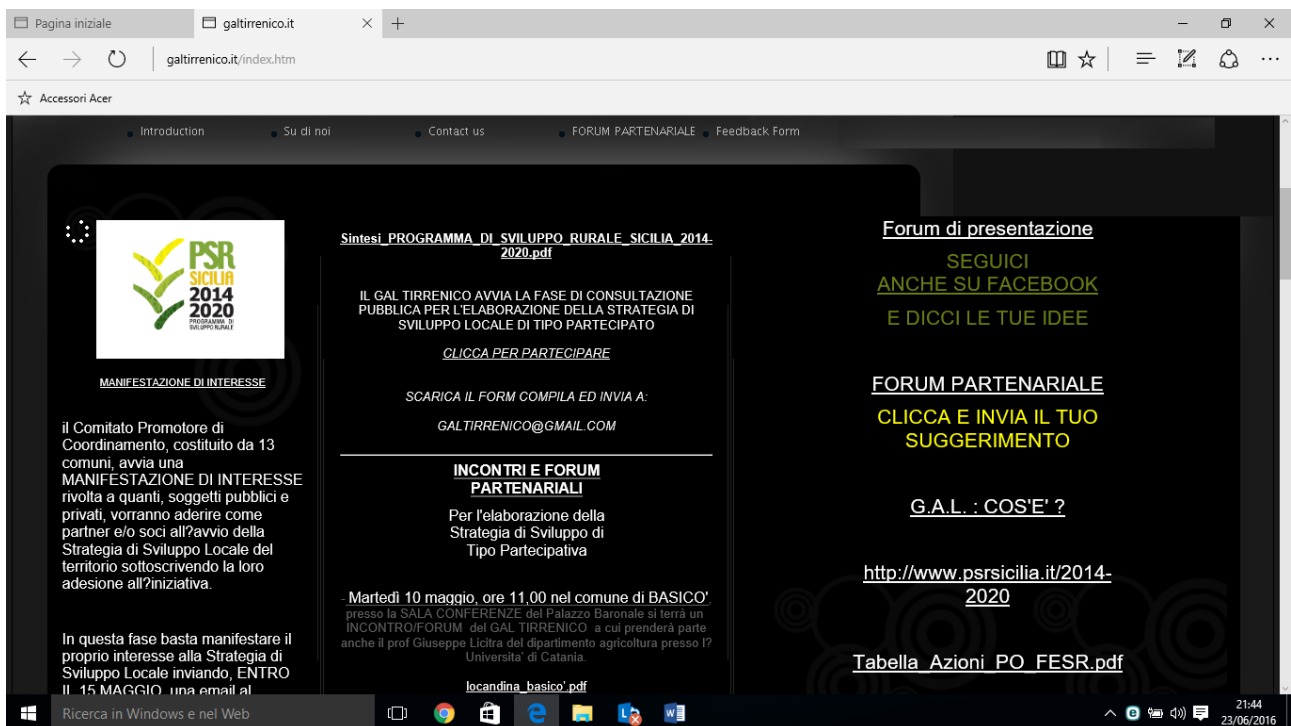 Pagina iniziale
galtirrenico.it
galtirrenico.it/index.htm
Accessori Acer
Introduction
Su di noi
Contact us
FORUM PARTENARIALE
Feedback Form
PSR
SICILIA
2014
2020
PROGRAMMA DI
SVILUPPO RURALE
MANIFESTAZIONE DI INTERESSE
il Comitato Promotore di
Coordinamento, costituito da 13
comuni, avvia una
MANIFESTAZIONE DI INTERESSE
rivolta a quanti, soggetti pubblici e
privati, vorranno aderire come
partner e/o soci all?avvio della
Strategia di Sviluppo Locale del
territorio sottoscrivendo la loro
adesione all?iniziativa.
In questa fase basta manifestare il
proprio interesse alla Strategia di
Sviluppo Locale inviando, ENTRO
IL 15 MAGGIO, una email al
Sintesi_PROGRAMMA_DI_SVILUPPO_RURALE_SICILIA_2014-
2020.pdf
IL GAL TIRRENICO AVVIA LA FASE DI CONSULTAZIONE
PUBBLICA PER L'ELABORAZIONE DELLA STRATEGIA DI
SVILUPPO LOCALE DI TIPO PARTECIPATO
CLICCA PER PARTECIPARE
SCARICA IL FORM COMPILA ED INVIA A:
GALTIRRENICO@GMAIL.COM
INCONTRI E FORUM
PARTENARIALI
Per l'elaborazione della
Strategia di Sviluppo di
Tipo Partecipativa
- Martedì 10 maggio, ore 11,00 nel comune di BASICO'
presso la SALA CONFERENZE del Palazzo Baronale si terrà un
INCONTRO/FORUM del GAL TIRRENICO a cui prenderà parte
anche il prof Giuseppe Licitra del dipartimento agricoltura presso l?
Universita' di Catania.
locandina_basico'.pdf
Forum di presentazione
SEGUICI
ANCHE SU FACEBOOK
E DICCI LE TUE IDEE
FORUM PARTENARIALE
CLICCA E INVIA IL TUO
SUGGERIMENTO
G.A.L. : COS'E' ?
http://www.psrsicilia.it/2014-
2020
Tabella_Azioni_PO_FESR.pdf
Ricerca in Windows e nel Web
21:44
23/06/2016